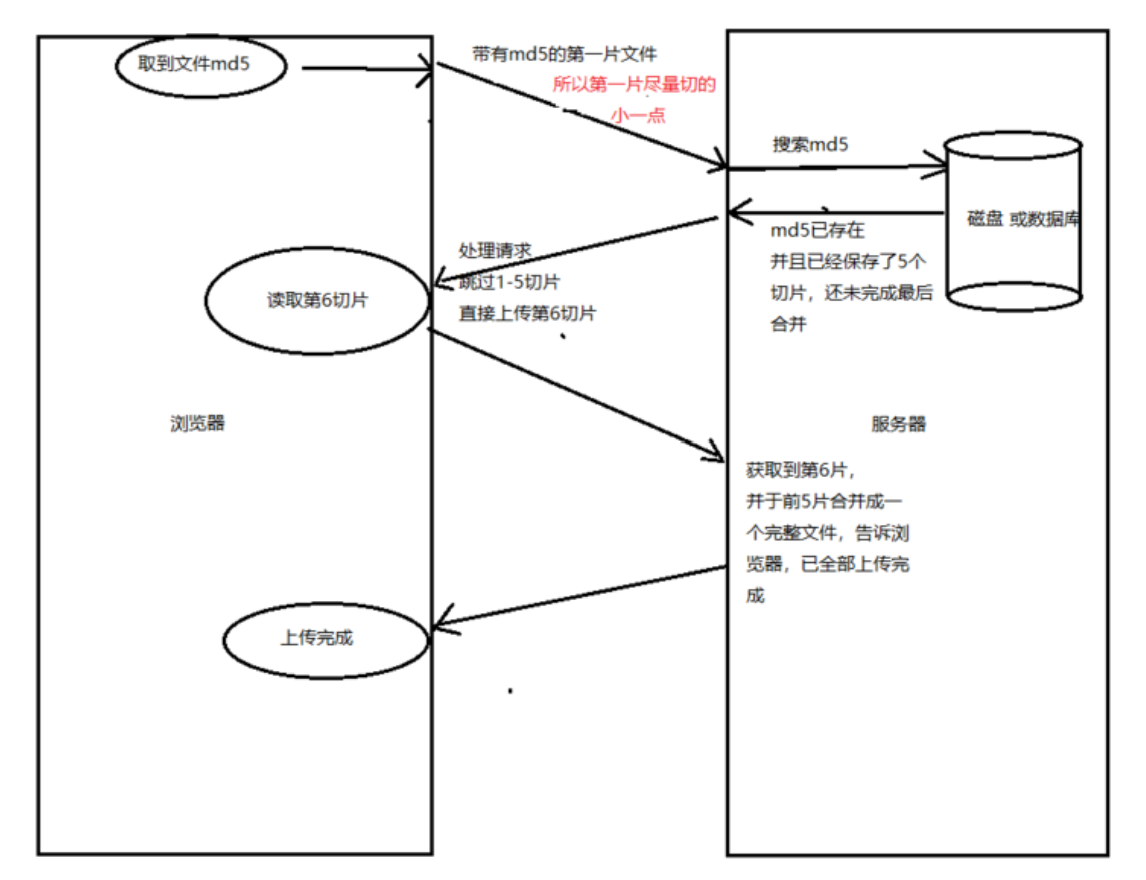 取到文件md5
带有md5的第一片文件
所以第一片尽量切的
小一点
搜索md5
磁盘 或数据库
md5已存在
并且已经保存了5个
切片，还未完成最后
合并
处理请求
跳过1-5切片
直接上传第6切片
读取第6切片
浏览器
服务器
获取到第6片，
并于前5片合并成一
个完整文件，告诉浏
览器，已全部上传完
成
上传完成